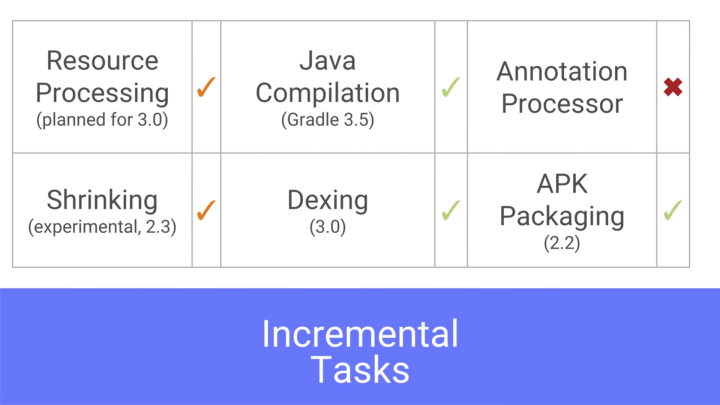 Resource
Processing
(planned for 3.0)
✓
Java
Compilation
(Gradle 3.5)
✓
Annotation
Processor
✖
Shrinking
(experimental, 2.3)
✓
Dexing
(3.0)
✓
APK
Packaging
(2.2)
✓
Incremental
Tasks